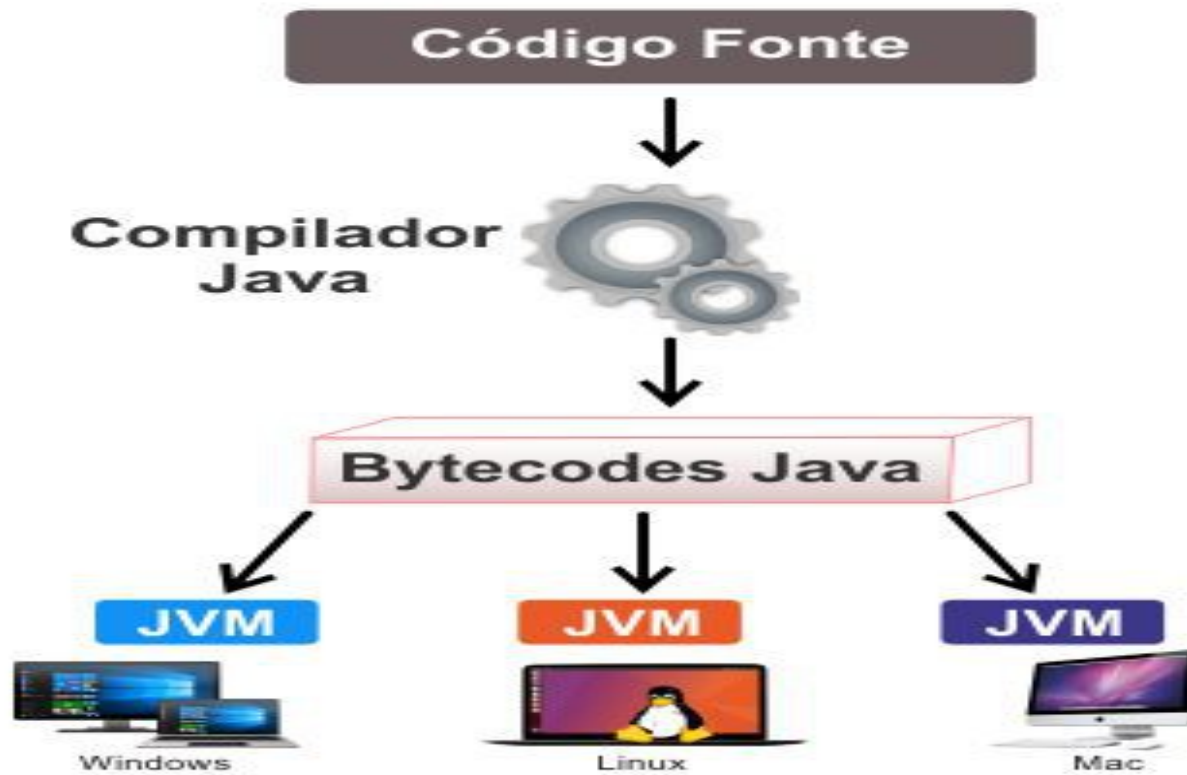 Código Fonte
Compilador
Java
Bytecodes Java
JVM
JVM
JVM
Windows
Linux
Mac